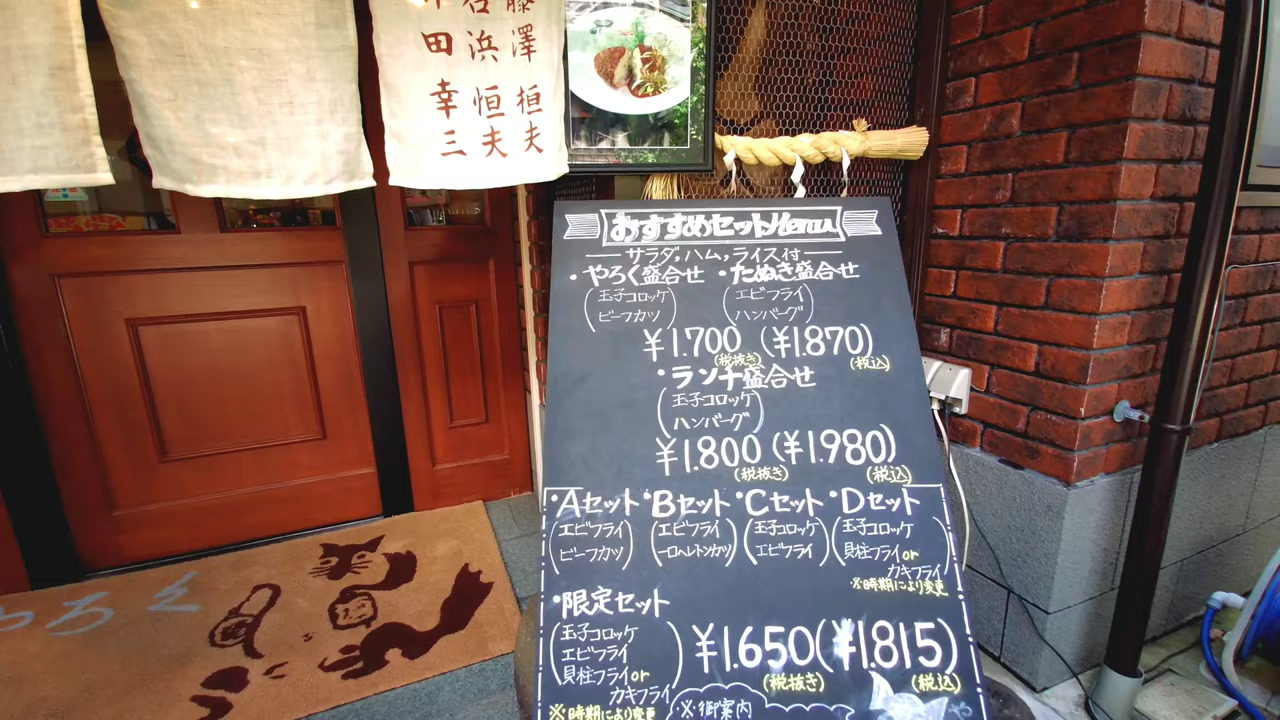 藤澤 桓夫
石浜 恒夫
田 幸三
やろく
おすすめセットMenu
サラダ,ハム,ライス付
・やろく盛合せ ・たぬき盛合せ
(玉子コロッケ (エビフライ
ビーフカツ) ハンバーグ)
¥1.700 (¥1.870)
(税抜き) (税込)
・ランチ盛合せ
(玉子コロッケ
ハンバーグ)
¥1.800 (¥1.980)
(税抜き) (税込)
・Aセット・Bセット・Cセット・Dセット
(エビフライ (エビフライ (玉子コロッケ (玉子コロッケ
ビーフカツ) 一口ヘレトンカツ) エビフライ) 貝柱フライor
カキフライ)
※時期により変更
・限定セット
(玉子コロッケ
エビフライ
貝柱フライor
カキフライ)
¥1.650(¥1.815)
(税抜き) (税込)
※時期により変更
※御案内
や